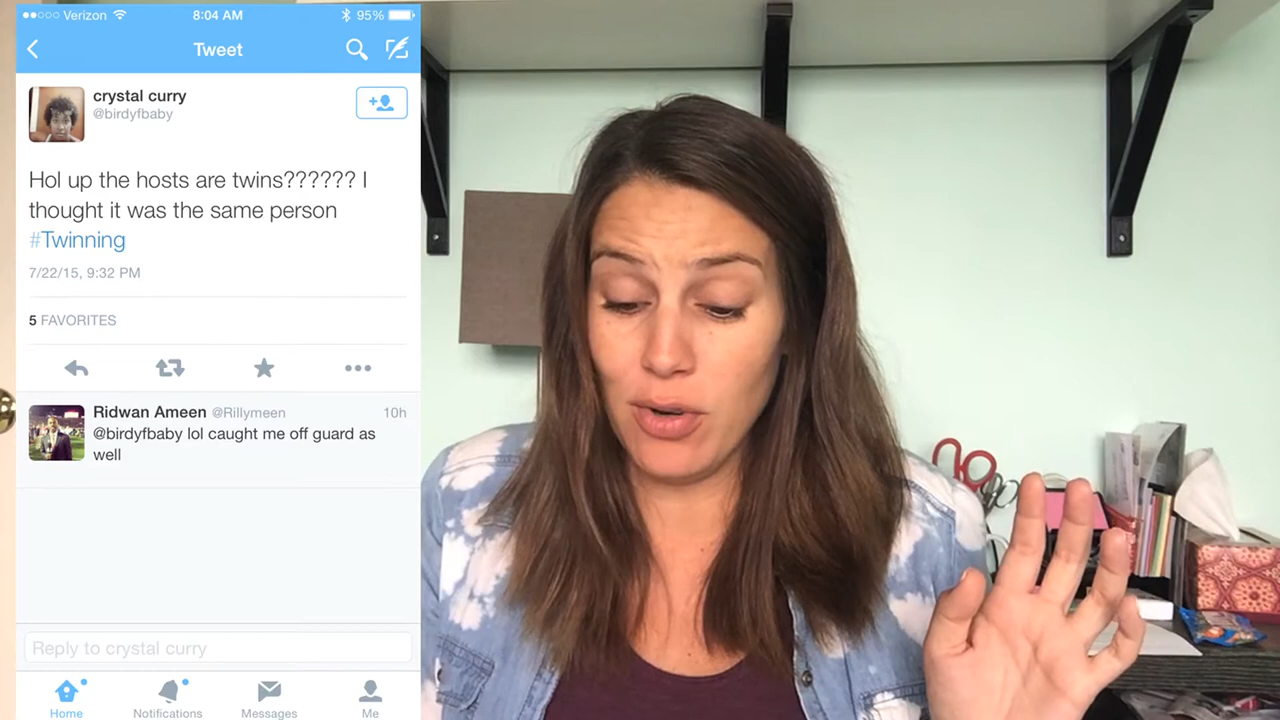 Verizon 8:04 AM 95%
Tweet
crystal curry
@birdyfbaby
Hol up the hosts are twins?????? I
thought it was the same person
#Twinning
7/22/15, 9:32 PM
5 FAVORITES
Ridwan Ameen @Rillymeen 10h
@birdyfbaby lol caught me off guard as
well
Reply to crystal curry
Home Notifications Messages Me